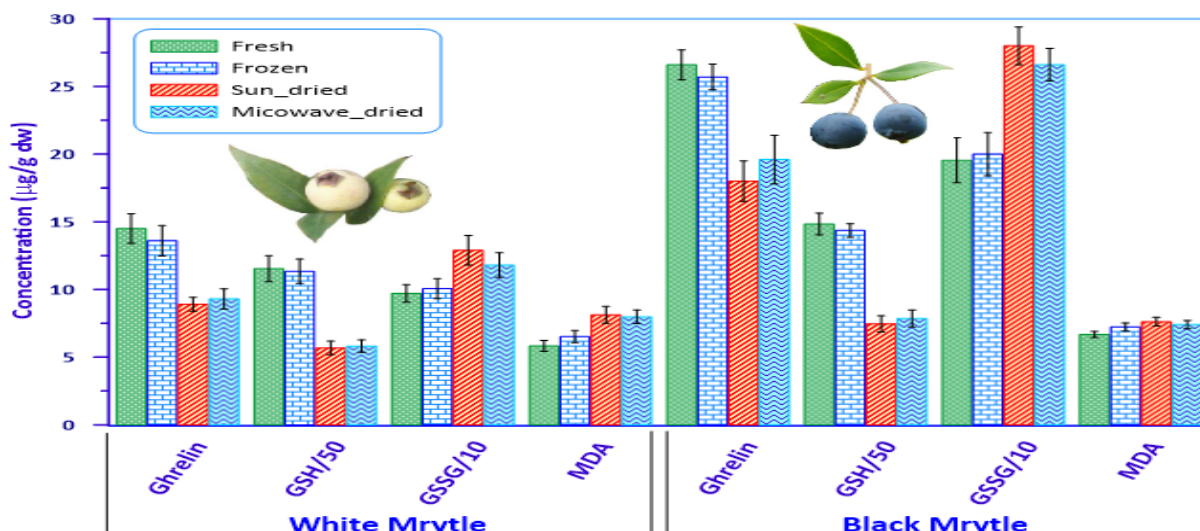 30
25
20
15
10
5
0
Concentration (µg/g dw)
Fresh
Frozen
Sun_dried
Micowave_dried
Ghrelin
GSH/50
GSSG/10
MDA
Ghrelin
GSH/50
GSSG/10
MDA
White Mrytle
Black Mrytle